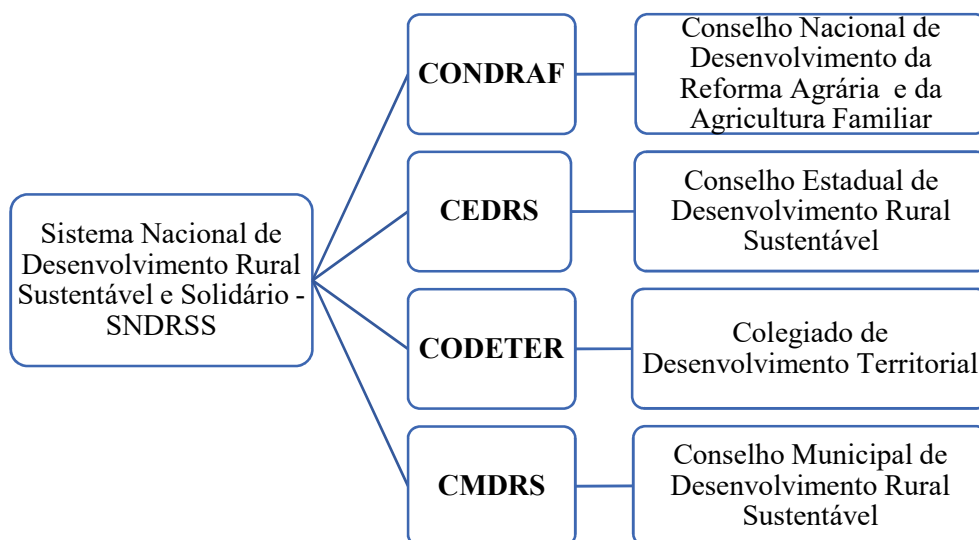 Sistema Nacional de
Desenvolvimento Rural
Sustentável e Solidário -
SNDRSS
CONDRAF
Conselho Nacional de
Desenvolvimento da
Reforma Agrária e da
Agricultura Familiar
CEDRS
Conselho Estadual de
Desenvolvimento Rural
Sustentável
CODETER
Colegiado de
Desenvolvimento Territorial
CMDRS
Conselho Municipal de
Desenvolvimento Rural
Sustentável